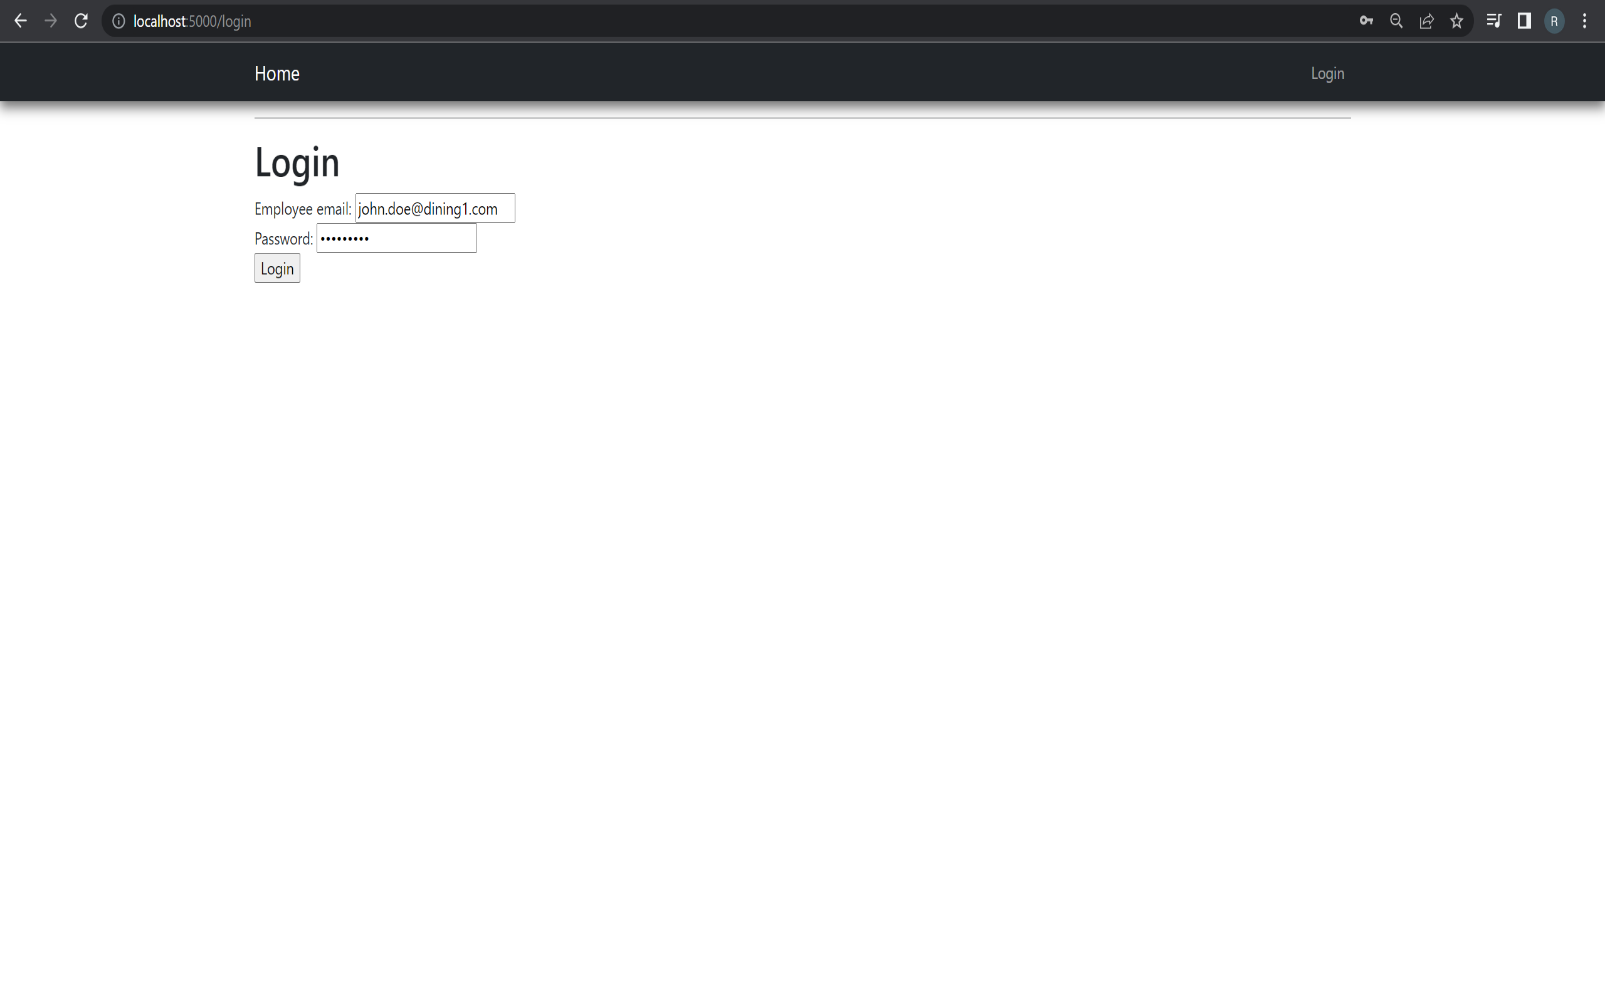 localhost:5000/login
R
Home Login
Login
Employee email: john.doe@dining1.com
Password: •••••••••
Login